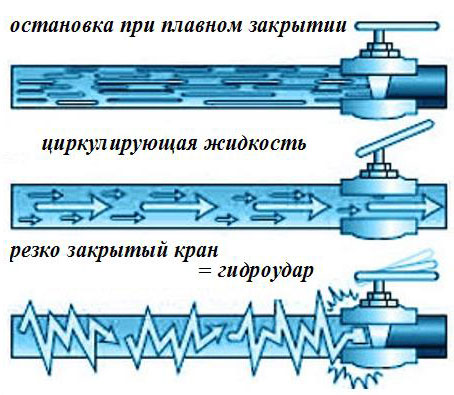 остановка при плавном закрытии
циркулирующая жидкость
резко закрытый кран
= гидроудар